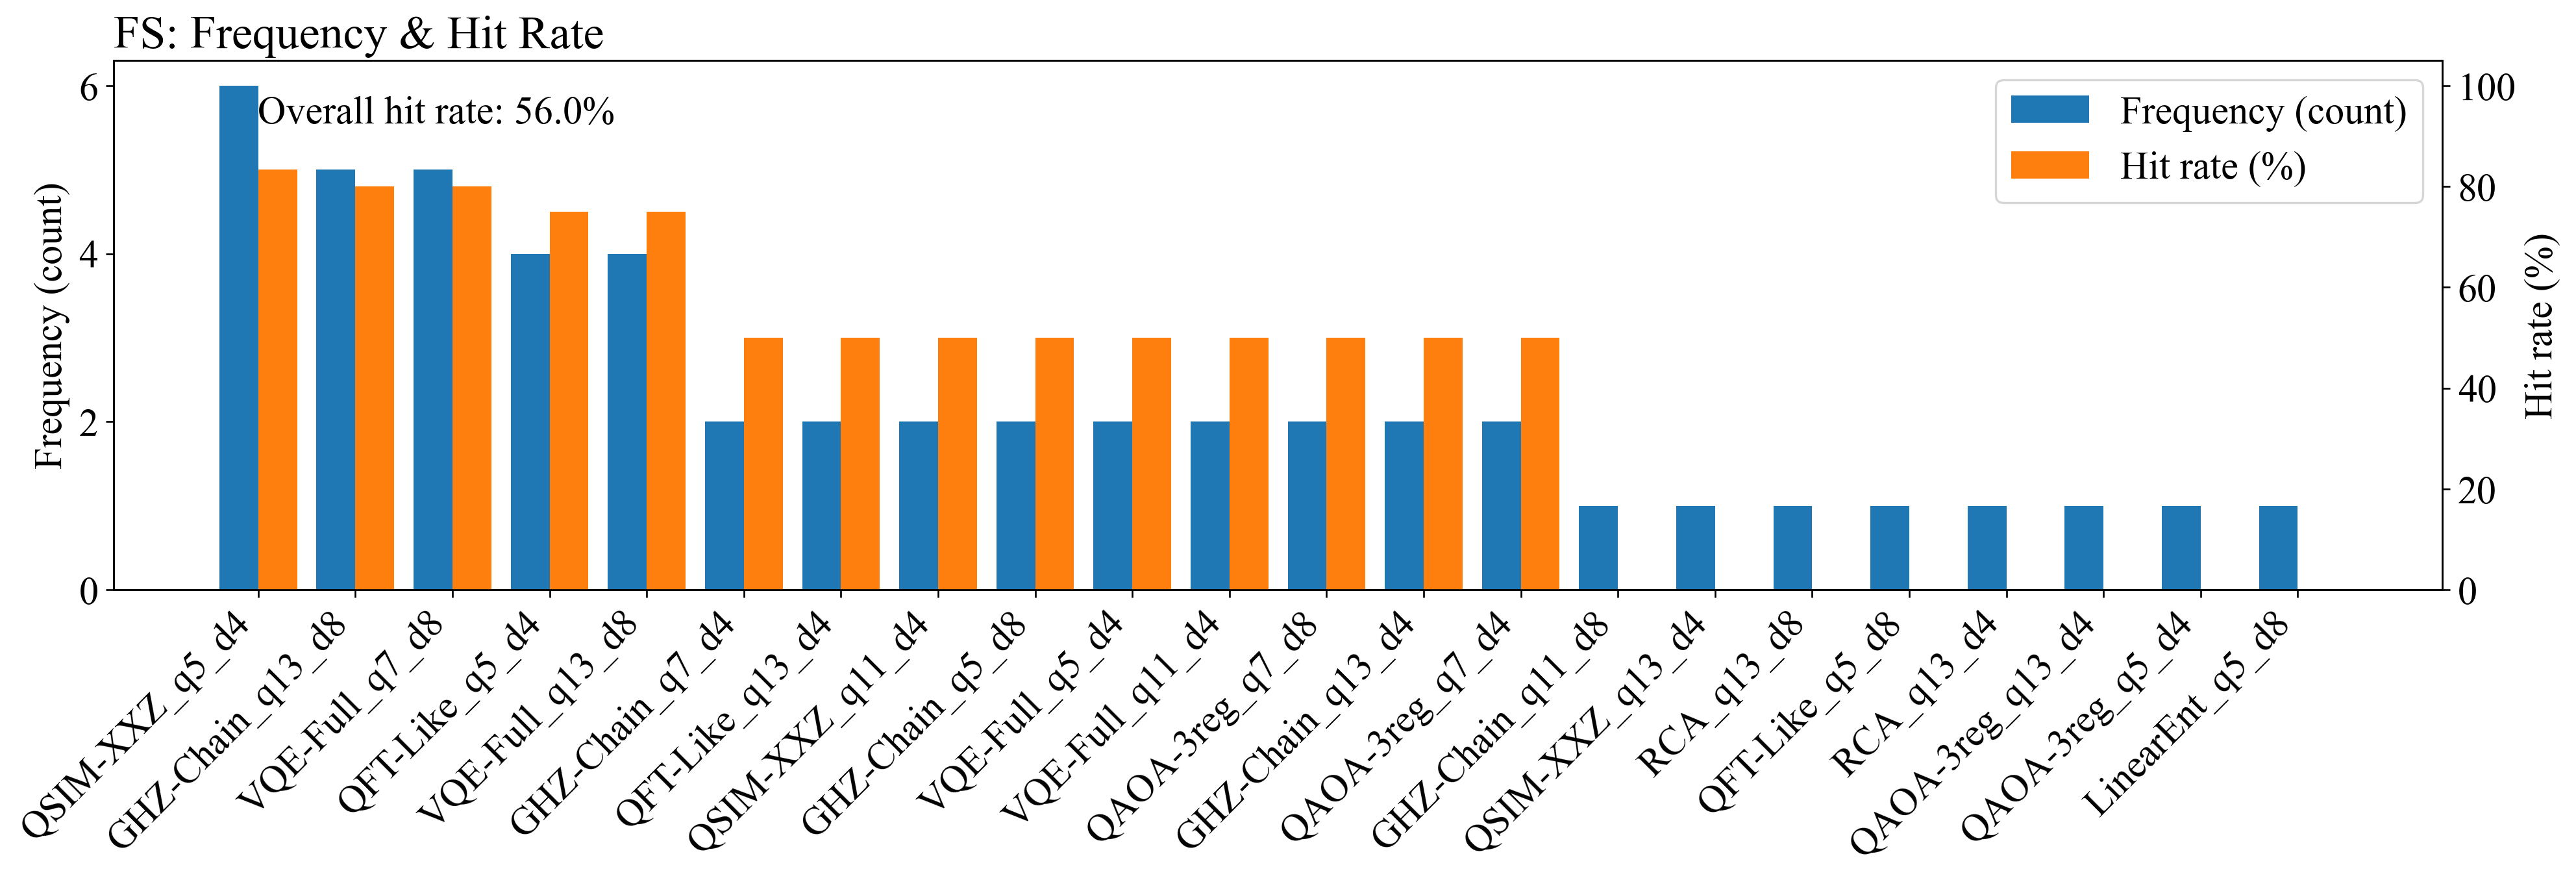 FS: Frequency & Hit Rate
Overall hit rate: 56.0%
Frequency (count)
Hit rate (%)
Frequency (count)
6
4
2
0
100
80
60
40
20
0
Hit rate (%)
QSIM-XXZ_q5_d4
GHZ-Chain_q13_d8
VQE-Full_q7_d8
QFT-Like_q5_d4
VQE-Full_q13_d8
GHZ-Chain_q7_d4
QFT-Like_q13_d4
QSIM-XXZ_q11_d4
GHZ-Chain_q5_d8
VQE-Full_q5_d4
VQE-Full_q11_d4
QAOA-3reg_q7_d8
GHZ-Chain_q13_d4
QAOA-3reg_q7_d4
GHZ-Chain_q11_d8
QSIM-XXZ_q13_d4
RCA_q13_d8
QFT-Like_q5_d8
RCA_q13_d4
QAOA-3reg_q13_d4
QAOA-3reg_q5_d4
LinearEnt_q5_d8